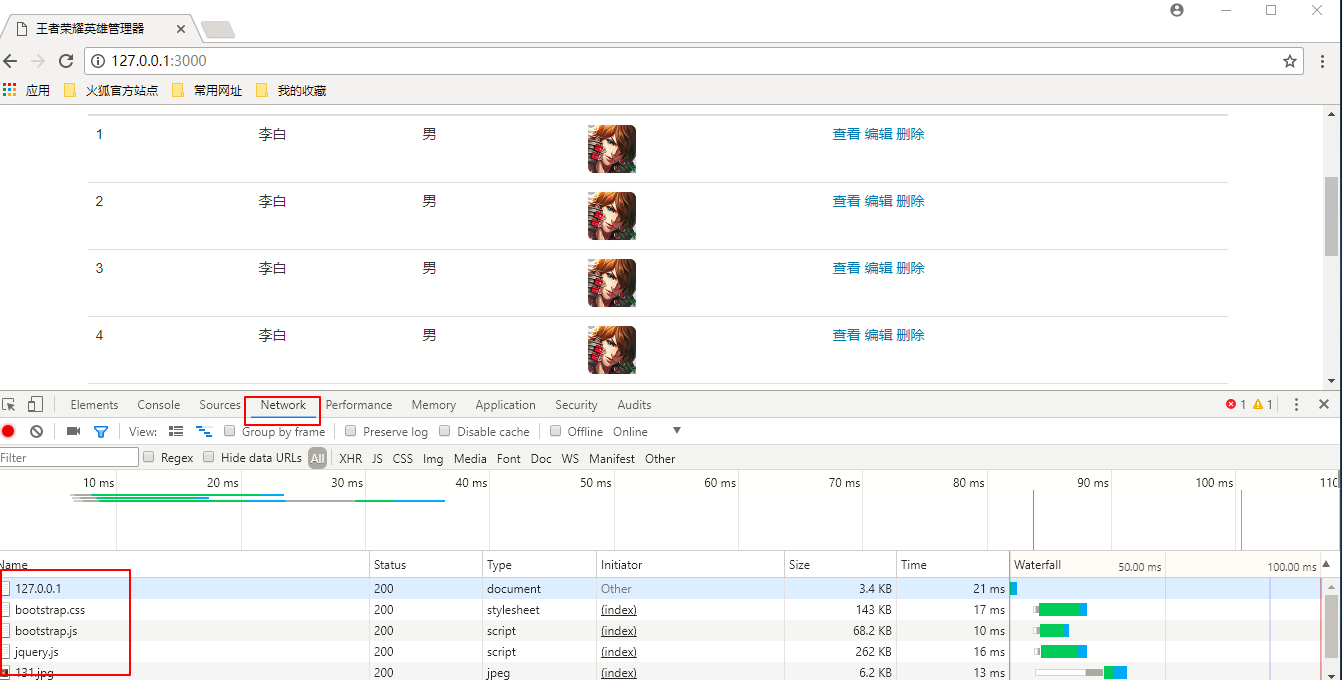 王者荣耀英雄管理器
127.0.0.1:3000
应用 火狐官方站点 常用网址 我的收藏
1 李白 男 查看 编辑 删除
2 李白 男 查看 编辑 删除
3 李白 男 查看 编辑 删除
4 李白 男 查看 编辑 删除
Elements Console Sources Network Performance Memory Application Security Audits 1 1
View: Group by frame Preserve log Disable cache Offline Online
Filter Regex Hide data URLs All XHR JS CSS Img Media Font Doc WS Manifest Other
10 ms 20 ms 30 ms 40 ms 50 ms 60 ms 70 ms 80 ms 90 ms 100 ms 110
Name Status Type Initiator Size Time Waterfall 50.00 ms 100.00 ms
127.0.0.1 200 document Other 3.4 KB 21 ms
bootstrap.css 200 stylesheet (index) 143 KB 17 ms
bootstrap.js 200 script (index) 68.2 KB 10 ms
jquery.js 200 script (index) 262 KB 16 ms
131.jpg 200 jpeg (index) 6.2 KB 13 ms